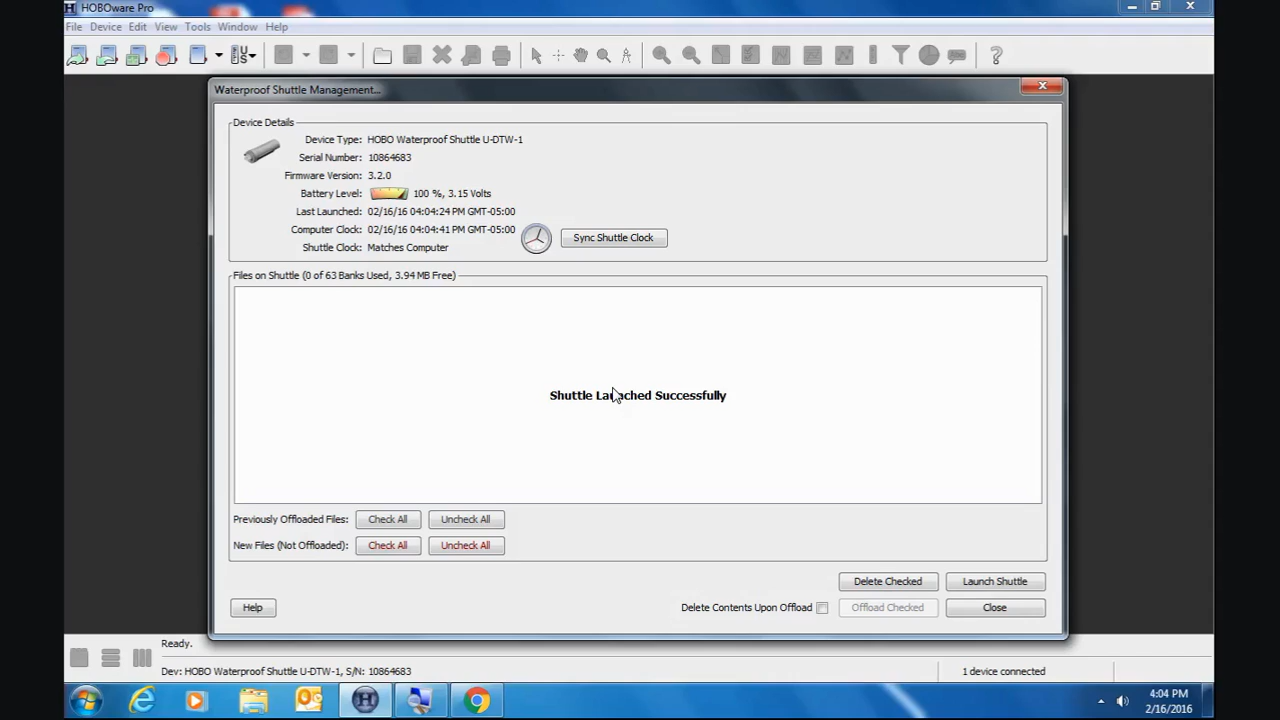 HOBOware Pro
File Device Edit View Tools Window Help
Waterproof Shuttle Management...
Device Details
Device Type: HOBO Waterproof Shuttle U-DTW-1
Serial Number: 10864683
Firmware Version: 3.2.0
Battery Level: 100 %, 3.15 Volts
Last Launched: 02/16/16 04:04:24 PM GMT-05:00
Computer Clock: 02/16/16 04:04:41 PM GMT-05:00
Shuttle Clock: Matches Computer
Sync Shuttle Clock
Files on Shuttle (0 of 63 Banks Used, 3.94 MB Free)
Shuttle Launched Successfully
Previously Offloaded Files: Check All Uncheck All
New Files (Not Offloaded): Check All Uncheck All
Delete Checked Launch Shuttle
Help Delete Contents Upon Offload Offload Checked Close
Ready.
Dev: HOBO Waterproof Shuttle U-DTW-1, S/N: 10864683 1 device connected
4:04 PM
2/16/2016